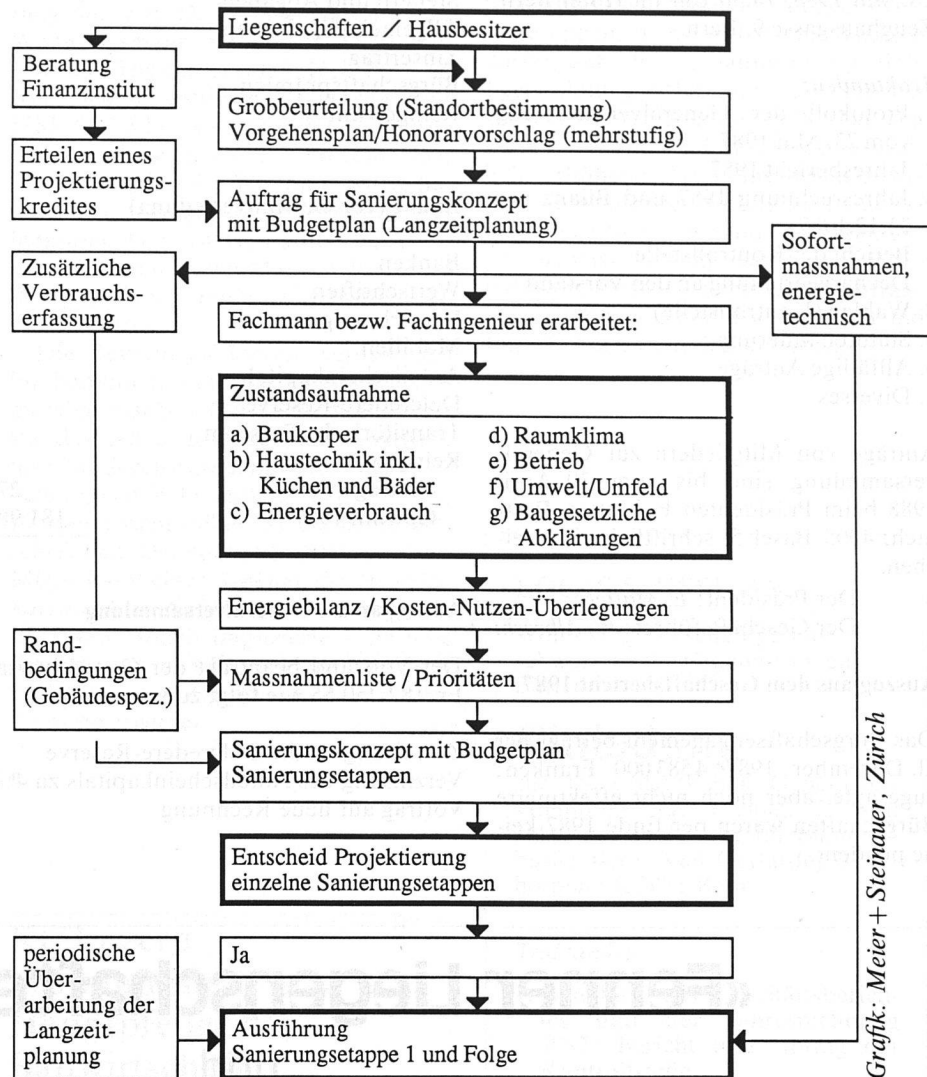 Liegenschaften / Hausbesitzer
Beratung
Finanzinstitut
Grobbeurteilung (Standortbestimmung)
Vorgehensplan/Honorarvorschlag (mehrstufig)
Erteilen eines
Projektierungs-
kredites
Auftrag für Sanierungskonzept
mit Budgetplan (Langzeitplanung)
Zusätzliche
Verbrauchs-
erfassung
Sofort-
massnahmen,
energie-
technisch
Fachmann bezw. Fachingenieur erarbeitet:
Zustandsaufnahme
a) Baukörper
b) Haustechnik inkl.
Küchen und Bäder
c) Energieverbrauch
d) Raumklima
e) Betrieb
f) Umwelt/Umfeld
g) Baugesetzliche
Abklärungen
Energiebilanz / Kosten-Nutzen-Überlegungen
Rand-
bedingungen
(Gebäudespez.)
Massnahmenliste / Prioritäten
Sanierungskonzept mit Budgetplan
Sanierungsetappen
Entscheid Projektierung
einzelne Sanierungsetappen
Ja
periodische
Über-
arbeitung der
Langzeit-
planung
Ausführung
Sanierungsetappe 1 und Folge
Grafik: Meier + Steinauer, Zürich